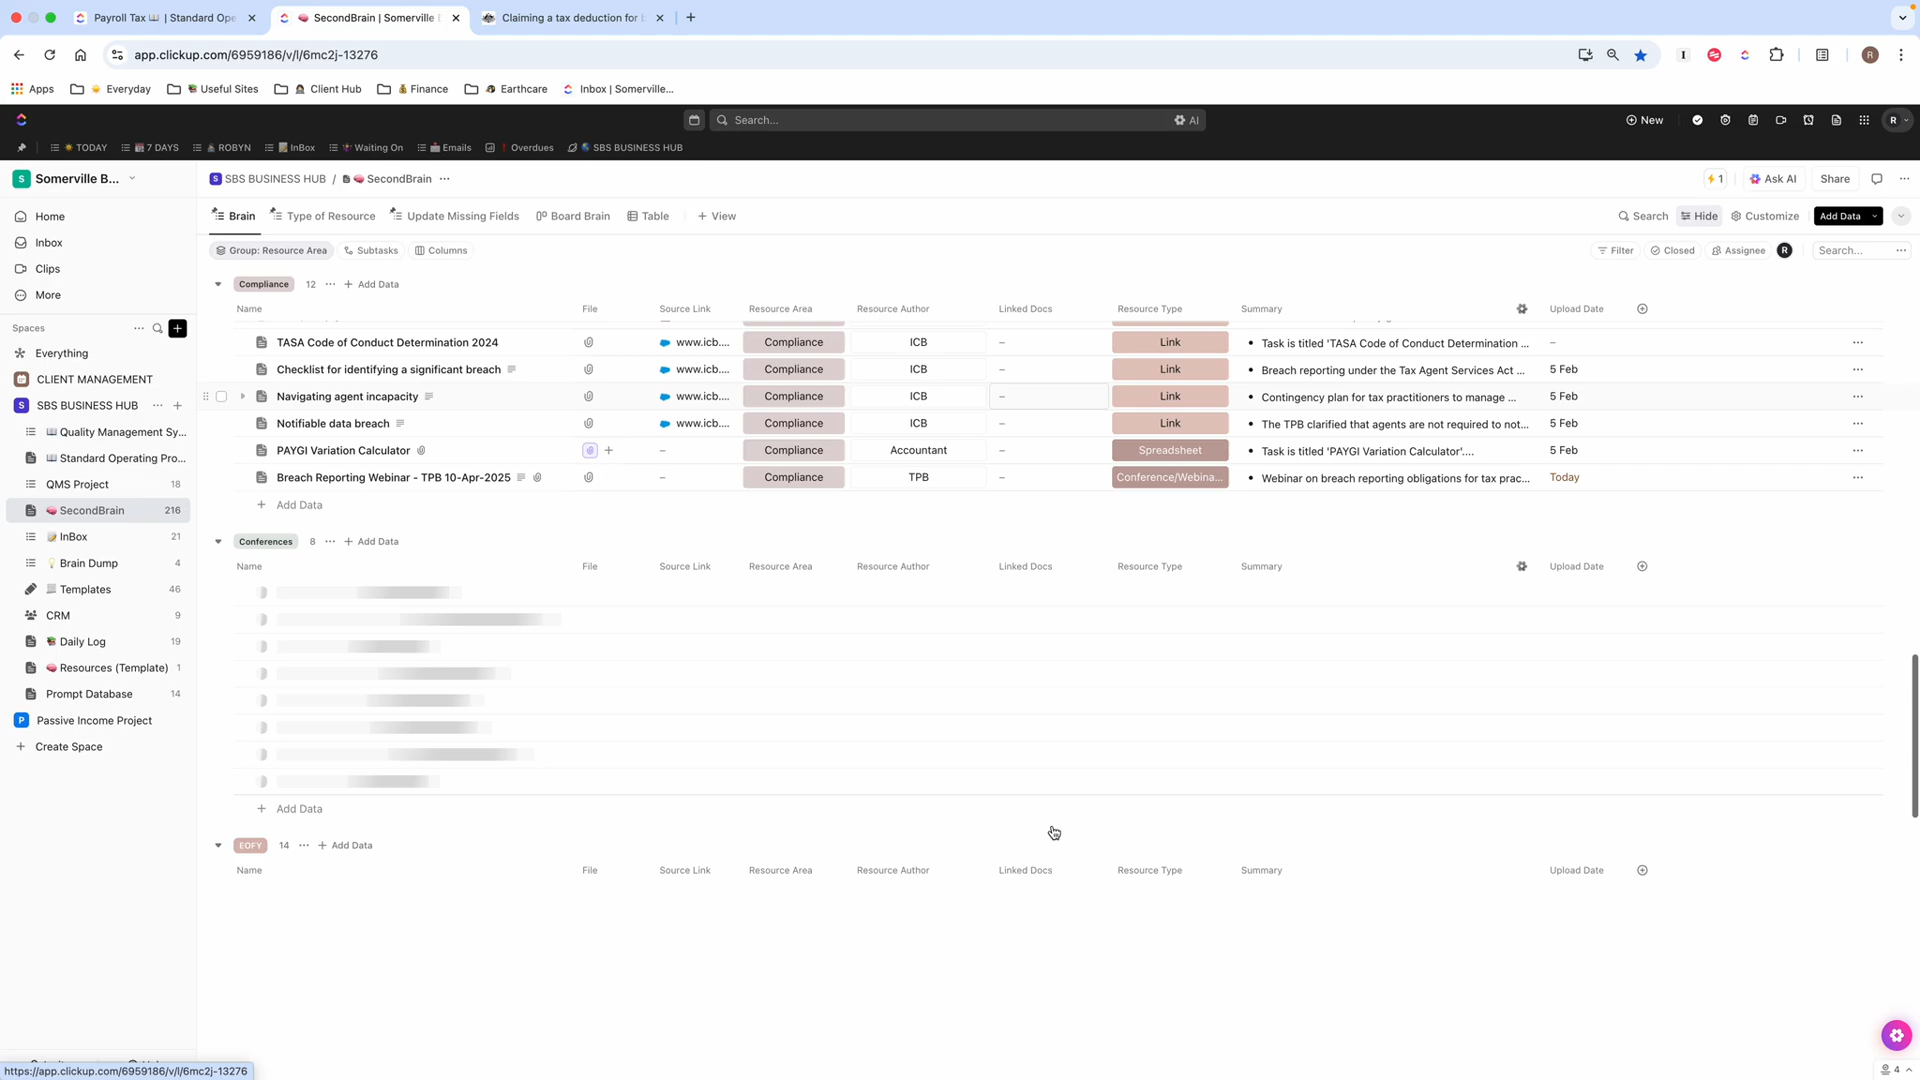 Payroll Tax 📖 | Standard Ope
🧠 SecondBrain | Somerville B
Claiming a tax deduction for
app.clickup.com/6959186/v/l/6mc2j-13276
R
Apps
Everyday
Useful Sites
Client Hub
Finance
Earthcare
Inbox | Somerville...
Search...
AI
New
R
TODAY
7 DAYS
ROBYN
InBox
Waiting On
Emails
Overdues
SBS BUSINESS HUB
S Somerville B...
SBS BUSINESS HUB / SecondBrain
1
Ask AI
Share
Home
Inbox
Clips
More
Spaces
Everything
CLIENT MANAGEMENT
S SBS BUSINESS HUB
Quality Management Sy...
Standard Operating Pro...
QMS Project 18
SecondBrain 216
InBox 21
Brain Dump 4
Templates 46
CRM 9
Daily Log 19
Resources (Template) 1
Prompt Database 14
P Passive Income Project
Create Space
Brain
Type of Resource
Update Missing Fields
Board Brain
Table
+ View
Search
Hide
Customize
Add Data
Group: Resource Area
Subtasks
Columns
Filter
Closed
Assignee
R
Search...
Compliance 12 ... + Add Data
Name File Source Link Resource Area Resource Author Linked Docs Resource Type Summary Upload Date
TASA Code of Conduct Determination 2024 www.icb.... Compliance ICB – Link • Task is titled 'TASA Code of Conduct Determination ... –
Checklist for identifying a significant breach www.icb.... Compliance ICB – Link • Breach reporting under the Tax Agent Services Act ... 5 Feb
Navigating agent incapacity www.icb.... Compliance ICB – Link • Contingency plan for tax practitioners to manage ... 5 Feb
Notifiable data breach www.icb.... Compliance ICB – Link • The TPB clarified that agents are not required to not... 5 Feb
PAYGI Variation Calculator – Compliance Accountant – Spreadsheet • Task is titled 'PAYGI Variation Calculator'.... 5 Feb
Breach Reporting Webinar - TPB 10-Apr-2025 – Compliance TPB – Conference/Webina... • Webinar on breach reporting obligations for tax prac... Today
+ Add Data
Conferences 8 ... + Add Data
Name File Source Link Resource Area Resource Author Linked Docs Resource Type Summary Upload Date
+ Add Data
EOFY 14 ... + Add Data
Name File Source Link Resource Area Resource Author Linked Docs Resource Type Summary Upload Date
https://app.clickup.com/6959186/v/l/6mc2j-13276
4